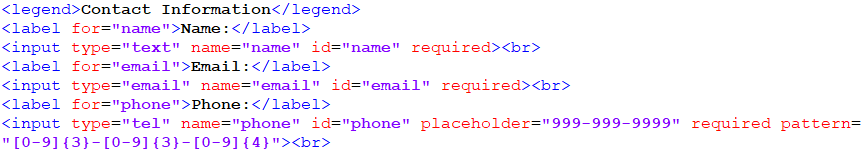 <legend>Contact Information</legend>
<label for="name">Name:</label>
<input type="text" name="name" id="name" required><br>
<label for="email">Email:</label>
<input type="email" name="email" id="email" required><br>
<label for="phone">Phone:</label>
<input type="tel" name="phone" id="phone" placeholder="999-999-9999" required pattern=
"[0-9]{3}-[0-9]{3}-[0-9]{4}"><br>